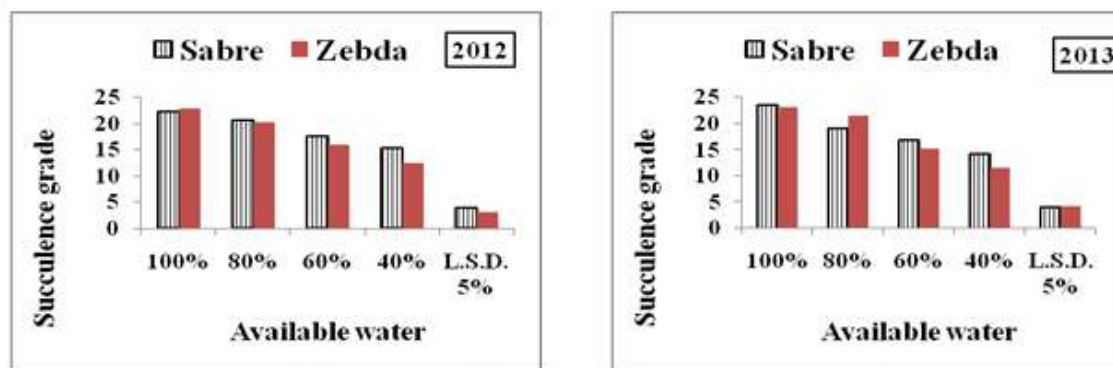 Sabre Zebda 2012
Succulence grade
25
20
15
10
5
0
100% 80% 60% 40% L.S.D.
5%
Available water
Sabre Zebda 2013
Succulence grade
25
20
15
10
5
0
100% 80% 60% 40% L.S.D.
5%
Available water